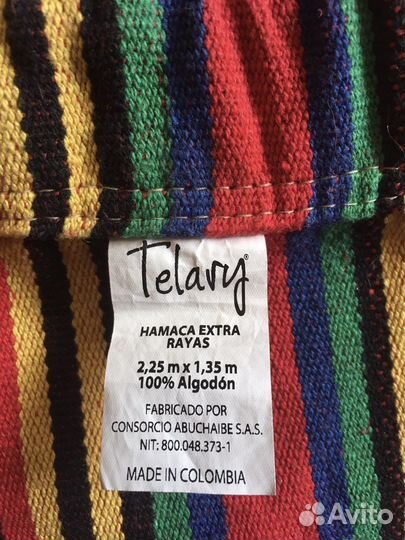 Telary®
HAMACA EXTRA
RAYAS
2,25 m x 1,35 m
100% Algodón
FABRICADO POR
CONSORCIO ABUCHAIBE S.A.S.
NIT: 800.048.373-1
MADE IN COLOMBIA
Avito